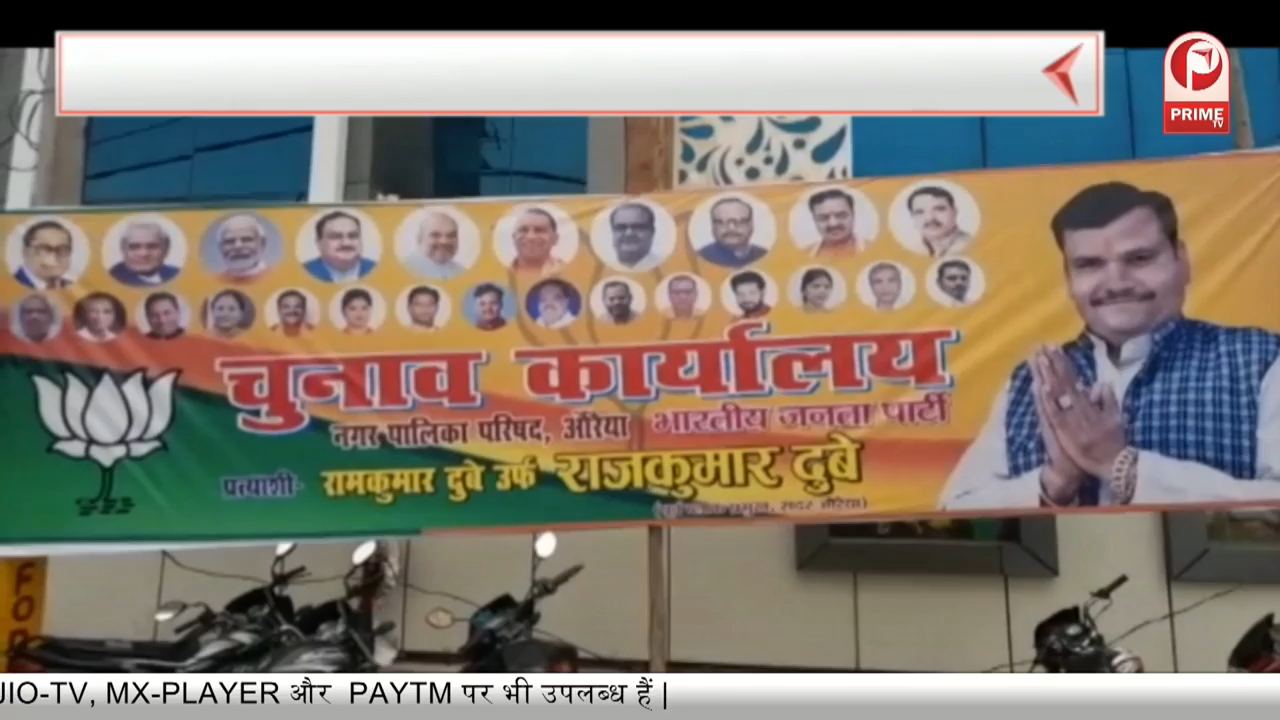 PRIME
TV
चुनाव कार्यालय
नगर पालिका परिषद, औरैया भारतीय जनता पार्टी
प्रत्याशी- रामकुमार दुबे उर्फ राजकुमार दुबे
FOR
JIO-TV, MX-PLAYER और PAYTM पर भी उपलब्ध हैं |